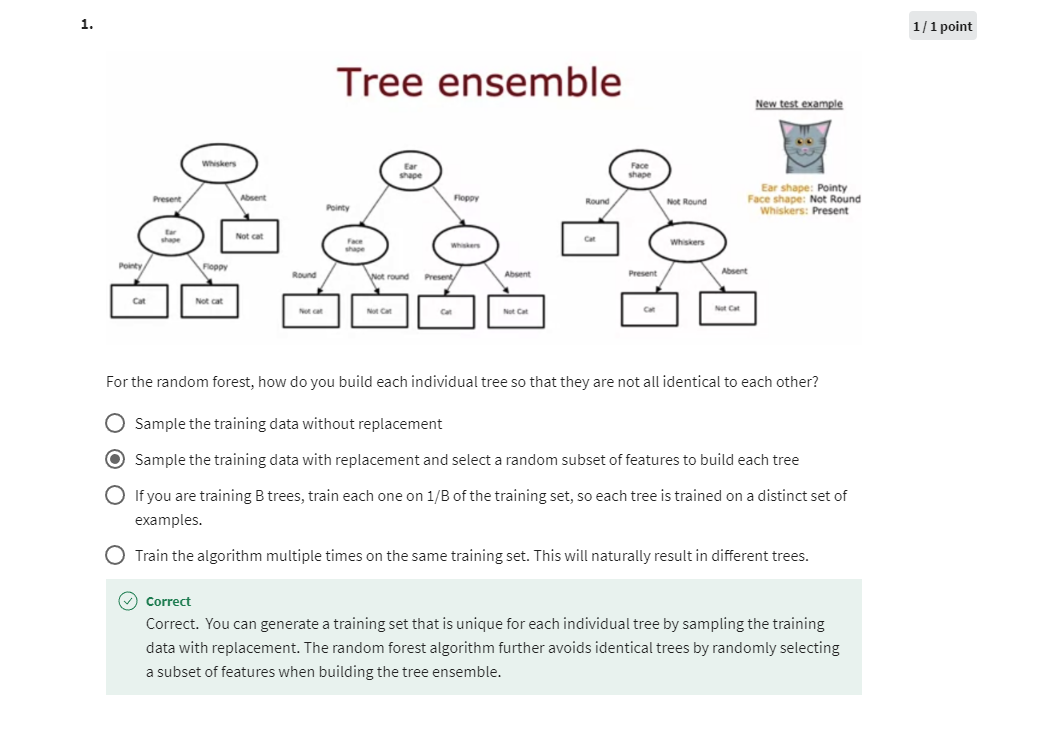 1.
1 / 1 point
Tree ensemble
New test example
Ear shape: Pointy
Face shape: Not Round
Whiskers: Present
Whiskers
Present
Absent
Ear
shape
Not cat
Pointy
Floppy
Cat
Not cat
Ear
shape
Pointy
Floppy
Face
shape
Whiskers
Round
Not round
Present
Absent
Not cat
Not Cat
Cat
Not Cat
Face
shape
Round
Not Round
Cat
Whiskers
Present
Absent
Cat
Not Cat
For the random forest, how do you build each individual tree so that they are not all identical to each other?
Sample the training data without replacement
Sample the training data with replacement and select a random subset of features to build each tree
If you are training B trees, train each one on 1/B of the training set, so each tree is trained on a distinct set of
examples.
Train the algorithm multiple times on the same training set. This will naturally result in different trees.
Correct
Correct. You can generate a training set that is unique for each individual tree by sampling the training
data with replacement. The random forest algorithm further avoids identical trees by randomly selecting
a subset of features when building the tree ensemble.